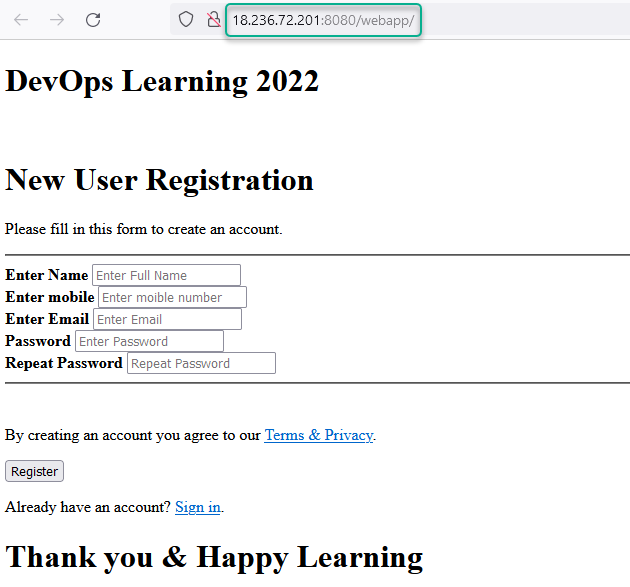 18.236.72.201:8080/webapp/
DevOps Learning 2022
New User Registration
Please fill in this form to create an account.
Enter Name Enter Full Name
Enter mobile Enter moible number
Enter Email Enter Email
Password Enter Password
Repeat Password Repeat Password
By creating an account you agree to our Terms & Privacy.
Register
Already have an account? Sign in.
Thank you & Happy Learning